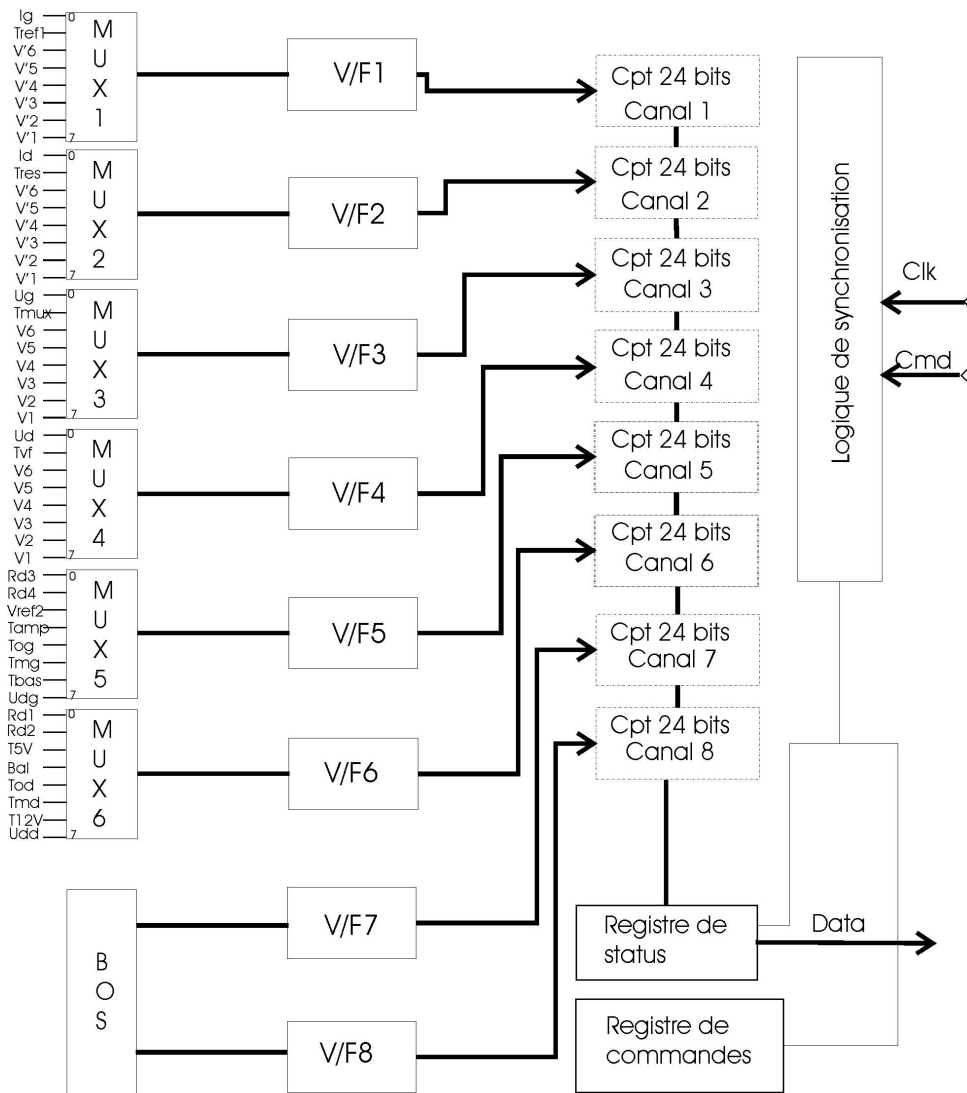 Ig
Tref1
V'6
V'5
V'4
V'3
V'2
V'1
0
7
M
U
X
1
V/F1
Cpt 24 bits
Canal 1
Id
Tres
V'6
V'5
V'4
V'3
V'2
V'1
0
7
M
U
X
2
V/F2
Cpt 24 bits
Canal 2
Ug
Tmux
V6
V5
V4
V3
V2
V1
0
7
M
U
X
3
V/F3
Cpt 24 bits
Canal 3
Ud
Tvf
V6
V5
V4
V3
V2
V1
0
7
M
U
X
4
V/F4
Cpt 24 bits
Canal 4
Rd3
Rd4
Vref2
Tamp
Tog
Tmg
Tbas
Udg
0
7
M
U
X
5
V/F5
Cpt 24 bits
Canal 5
Rd1
Rd2
T5V
Bal
Tod
Tmd
T12V
Udd
0
7
M
U
X
6
V/F6
Cpt 24 bits
Canal 6
B
O
S
V/F7
Cpt 24 bits
Canal 7
V/F8
Cpt 24 bits
Canal 8
Logique de synchronisation
Clk
Cmd
Registre de
status
Data
Registre de
commandes